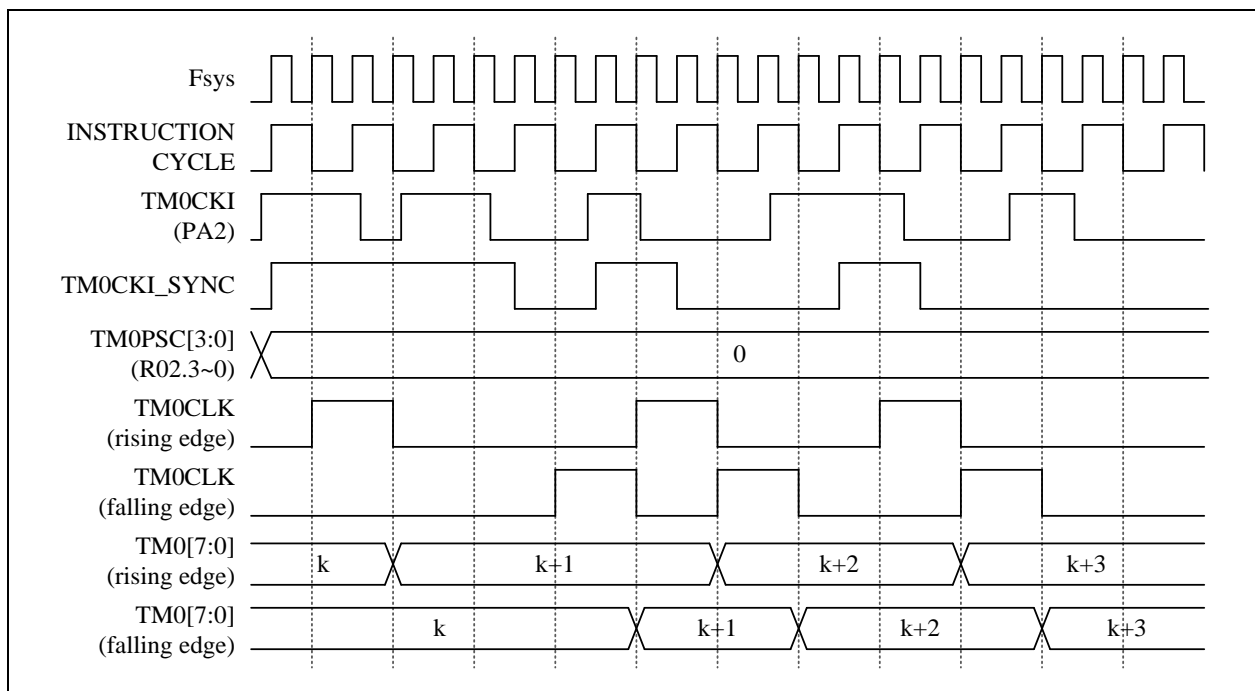 Fsys
INSTRUCTION
CYCLE
TM0CKI
(PA2)
TM0CKI_SYNC
TM0PSC[3:0]
(R02.3~0)
0
TM0CLK
(rising edge)
TM0CLK
(falling edge)
TM0[7:0]
(rising edge)
k
k+1
k+2
k+3
TM0[7:0]
(falling edge)
k
k+1
k+2
k+3